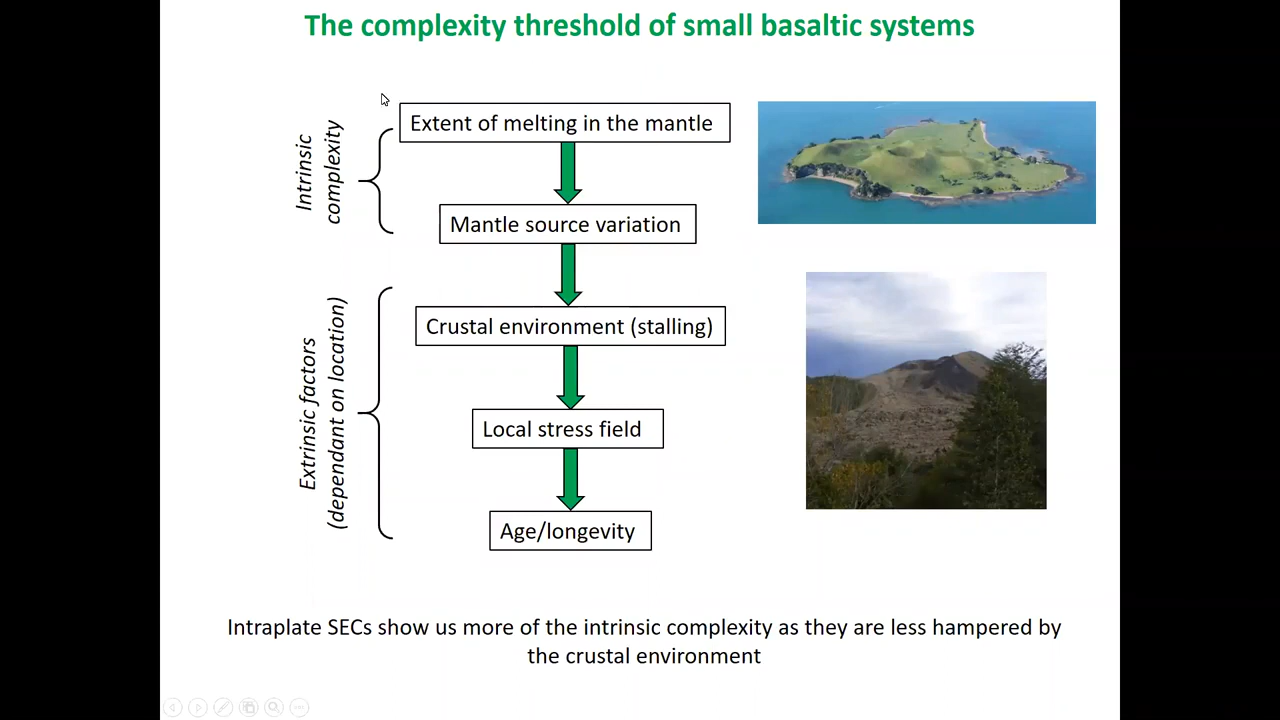 The complexity threshold of small basaltic systems
Intrinsic
complexity
Extent of melting in the mantle
Mantle source variation
Extrinsic factors
(dependant on location)
Crustal environment (stalling)
Local stress field
Age/longevity
Intraplate SECs show us more of the intrinsic complexity as they are less hampered by
the crustal environment